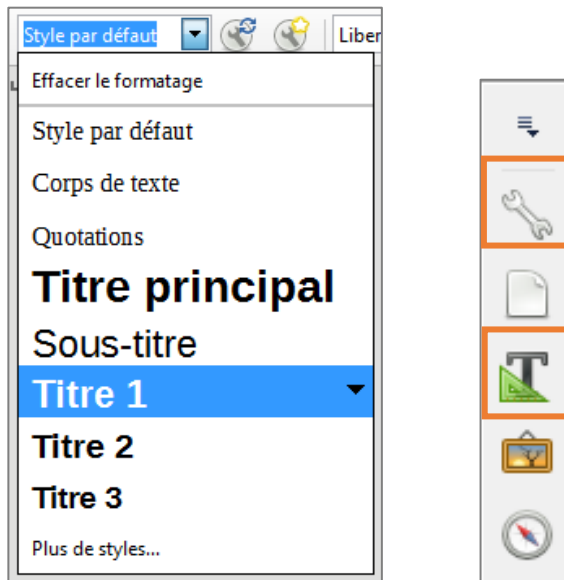 Style par défaut
Liber
Effacer le formatage
Style par défaut
Corps de texte
Quotations
Titre principal
Sous-titre
Titre 1
Titre 2
Titre 3
Plus de styles...